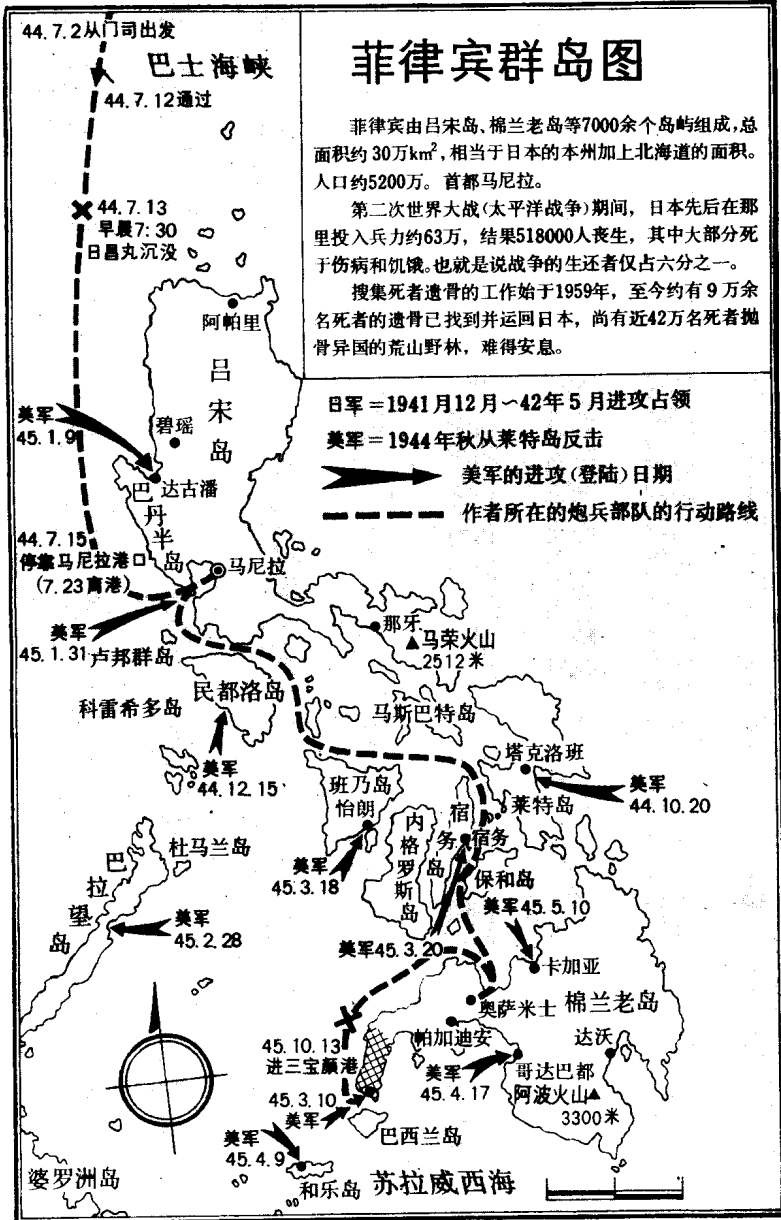 44.7.2从门司出发
巴士海峡
44.7.12通过
44.7.13
早晨7:30
日昌丸沉没
菲律宾群岛图
菲律宾由吕宋岛、棉兰老岛等7000余个岛屿组成,总
面积约30万km²,相当于日本的本州加上北海道的面积。
人口约5200万。首都马尼拉。
第二次世界大战(太平洋战争)期间,日本先后在那
里投入兵力约63万,结果518000人丧生,其中大部分死
于伤病和饥饿。也就是说战争的生还者仅占六分之一。
搜集死者遗骨的工作始于1959年,至今约有9万余
名死者的遗骨已找到并运回日本,尚有近42万名死者抛
骨异国的荒山野林,难得安息。
日军=1941月12月~42年5月进攻占领
美军=1944年秋从莱特岛反击
美军的进攻(登陆)日期
作者所在的炮兵部队的行动路线
阿帕里
吕宋岛
碧瑶
美军
45.1.9
达古潘
巴丹半岛
44.7.15
停靠马尼拉港口
(7.23离港)
马尼拉
美军
45.1.31
卢邦群岛
那牙
马荣火山
2512米
民都洛岛
科雷希多岛
马斯巴特岛
美军
44.12.15
塔克洛班
美军
44.10.20
莱特岛
班乃岛
怡朗
内格罗斯岛
宿务岛
宿务
保和岛
杜马兰岛
巴拉望岛
美军
45.3.18
美军
45.2.28
美军45.3.20
美军45.5.10
卡加亚
奥萨米士
棉兰老岛
帕加迪安
达沃
45.10.13
进三宝颜港
45.3.10
美军
美军
45.4.17
哥达巴都
阿波火山
3300米
巴西兰岛
美军
45.4.9
和乐岛
苏拉威西海
婆罗洲岛